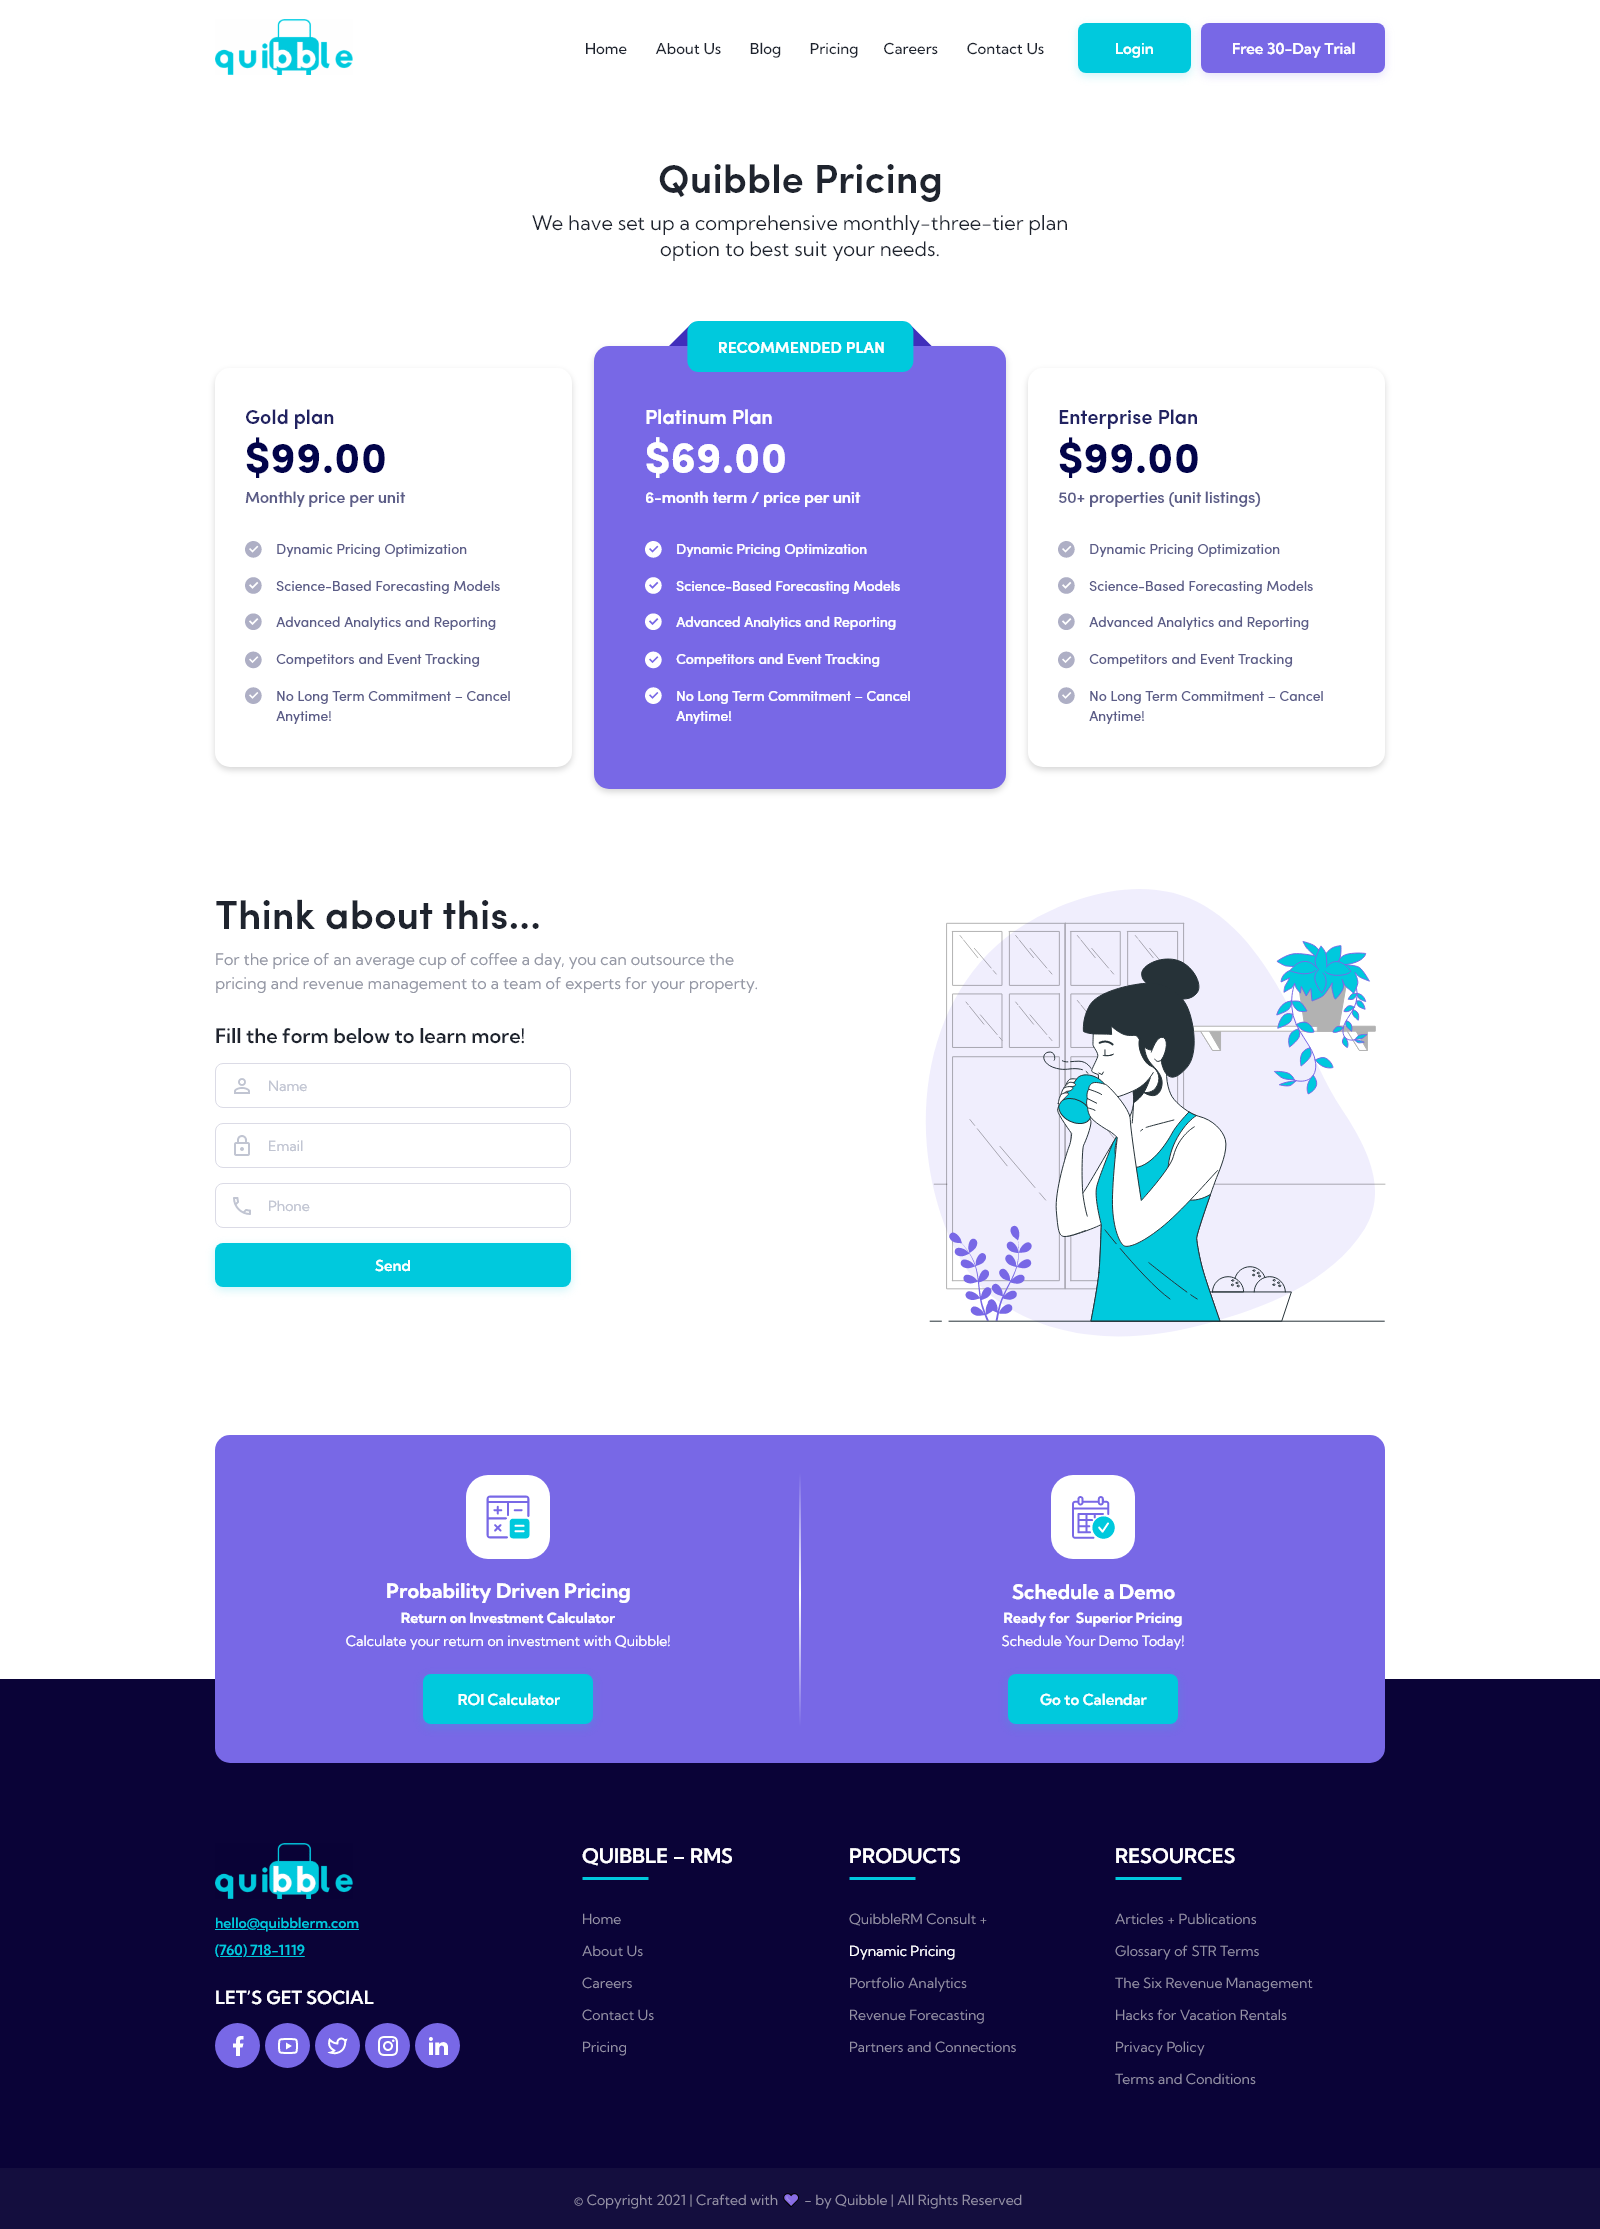 quibble
Home
About Us
Blog
Pricing
Careers
Contact Us
Login
Free 30-Day Trial
Quibble Pricing
We have set up a comprehensive monthly-three-tier plan
option to best suit your needs.
Gold plan
$99.00
Monthly price per unit
Dynamic Pricing Optimization
Science-Based Forecasting Models
Advanced Analytics and Reporting
Competitors and Event Tracking
No Long Term Commitment – Cancel
Anytime!
RECOMMENDED PLAN
Platinum Plan
$69.00
6-month term / price per unit
Dynamic Pricing Optimization
Science-Based Forecasting Models
Advanced Analytics and Reporting
Competitors and Event Tracking
No Long Term Commitment – Cancel
Anytime!
Enterprise Plan
$99.00
50+ properties (unit listings)
Dynamic Pricing Optimization
Science-Based Forecasting Models
Advanced Analytics and Reporting
Competitors and Event Tracking
No Long Term Commitment – Cancel
Anytime!
Think about this...
For the price of an average cup of coffee a day, you can outsource the
pricing and revenue management to a team of experts for your property.
Fill the form below to learn more!
Name
Email
Phone
Send
Probability Driven Pricing
Return on Investment Calculator
Calculate your return on investment with Quibble!
ROI Calculator
Schedule a Demo
Ready for Superior Pricing
Schedule Your Demo Today!
Go to Calendar
quibble
hello@quibblerm.com
(760) 718-1119
LET'S GET SOCIAL
QUIBBLE – RMS
Home
About Us
Careers
Contact Us
Pricing
PRODUCTS
QuibbleRM Consult +
Dynamic Pricing
Portfolio Analytics
Revenue Forecasting
Partners and Connections
RESOURCES
Articles + Publications
Glossary of STR Terms
The Six Revenue Management
Hacks for Vacation Rentals
Privacy Policy
Terms and Conditions
© Copyright 2021 | Crafted with ♥ - by Quibble | All Rights Reserved